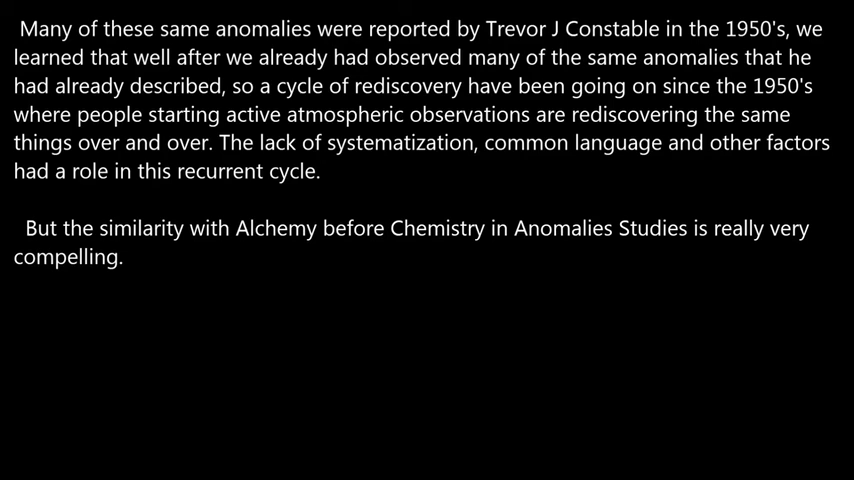 Many of these same anomalies were reported by Trevor J Constable in the 1950's, we
learned that well after we already had observed many of the same anomalies that he
had already described, so a cycle of rediscovery have been going on since the 1950's
where people starting active atmospheric observations are rediscovering the same
things over and over. The lack of systematization, common language and other factors
had a role in this recurrent cycle.
But the similarity with Alchemy before Chemistry in Anomalies Studies is really very
compelling.